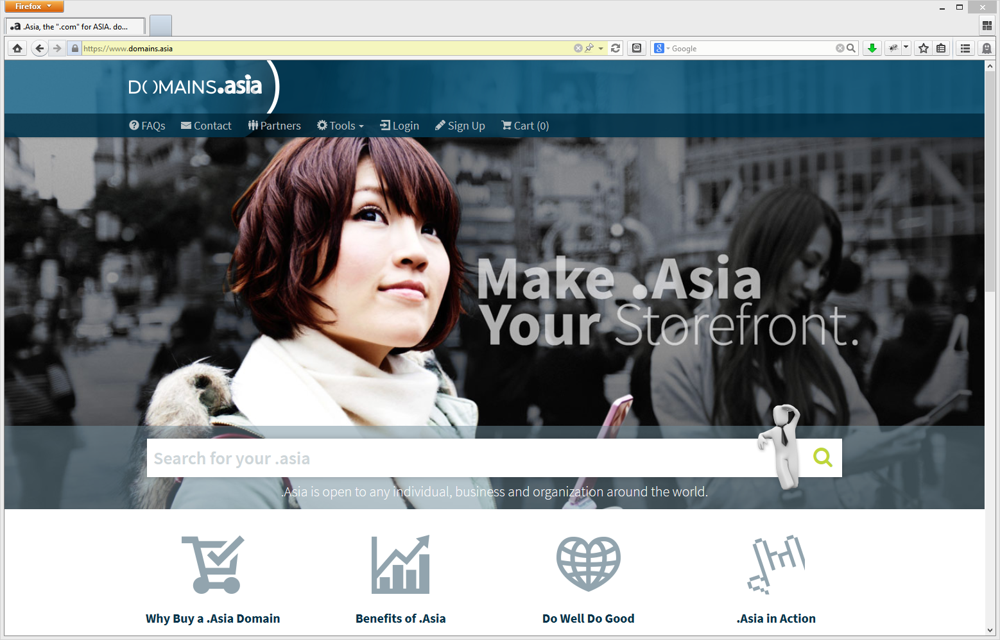 Firefox
.a .Asia, the ".com" for ASIA. do...
https://www.domains.asia
Google
DOMAINS.asia
FAQs Contact Partners Tools Login Sign Up Cart (0)
Make .Asia
Your Storefront.
Search for your .asia
.Asia is open to any individual, business and organization around the world.
Why Buy a .Asia Domain
Benefits of .Asia
Do Well Do Good
.Asia in Action